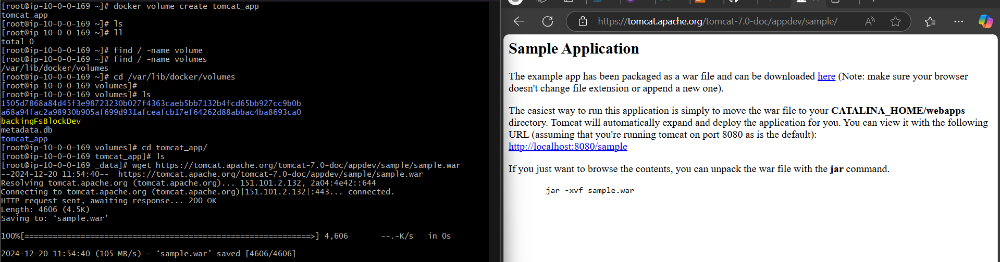 [root@ip-10-0-0-169 ~]# docker volume create tomcat_app
tomcat_app
[root@ip-10-0-0-169 ~]# ls
[root@ip-10-0-0-169 ~]# ll
total 0
[root@ip-10-0-0-169 ~]# find / -name volume
[root@ip-10-0-0-169 ~]# find / -name volumes
/var/lib/docker/volumes
[root@ip-10-0-0-169 ~]# cd /var/lib/docker/volumes
[root@ip-10-0-0-169 volumes]#
[root@ip-10-0-0-169 volumes]# ls
1505d7868a84d45f3e98723230b027f4363caeb5bb7132b4fcd65bb927cc9b0b
a68a94fac2a98930b905af699d931afceafcb17ef64262d88abbac4ba8693ca0
backingFsBlockDev
metadata.db
tomcat_app
[root@ip-10-0-0-169 volumes]# cd tomcat_app/
[root@ip-10-0-0-169 tomcat_app]# ls
[root@ip-10-0-0-169 _data]# wget https://tomcat.apache.org/tomcat-7.0-doc/appdev/sample/sample.war
--2024-12-20 11:54:40--  https://tomcat.apache.org/tomcat-7.0-doc/appdev/sample/sample.war
Resolving tomcat.apache.org (tomcat.apache.org)... 151.101.2.132, 2a04:4e42::644
Connecting to tomcat.apache.org (tomcat.apache.org)|151.101.2.132|:443... connected.
HTTP request sent, awaiting response... 200 OK
Length: 4606 (4.5K)
Saving to: ‘sample.war’
100%[=============================================================>] 4,606       --.-K/s   in 0s
2024-12-20 11:54:40 (105 MB/s) - ‘sample.war’ saved [4606/4606]
https://tomcat.apache.org/tomcat-7.0-doc/appdev/sample/
Sample Application
The example app has been packaged as a war file and can be downloaded here (Note: make sure your browser
doesn't change file extension or append a new one).
The easiest way to run this application is simply to move the war file to your CATALINA_HOME/webapps
directory. Tomcat will automatically expand and deploy the application for you. You can view it with the following
URL (assuming that you're running tomcat on port 8080 as is the default):
http://localhost:8080/sample
If you just want to browse the contents, you can unpack the war file with the jar command.
jar -xvf sample.war